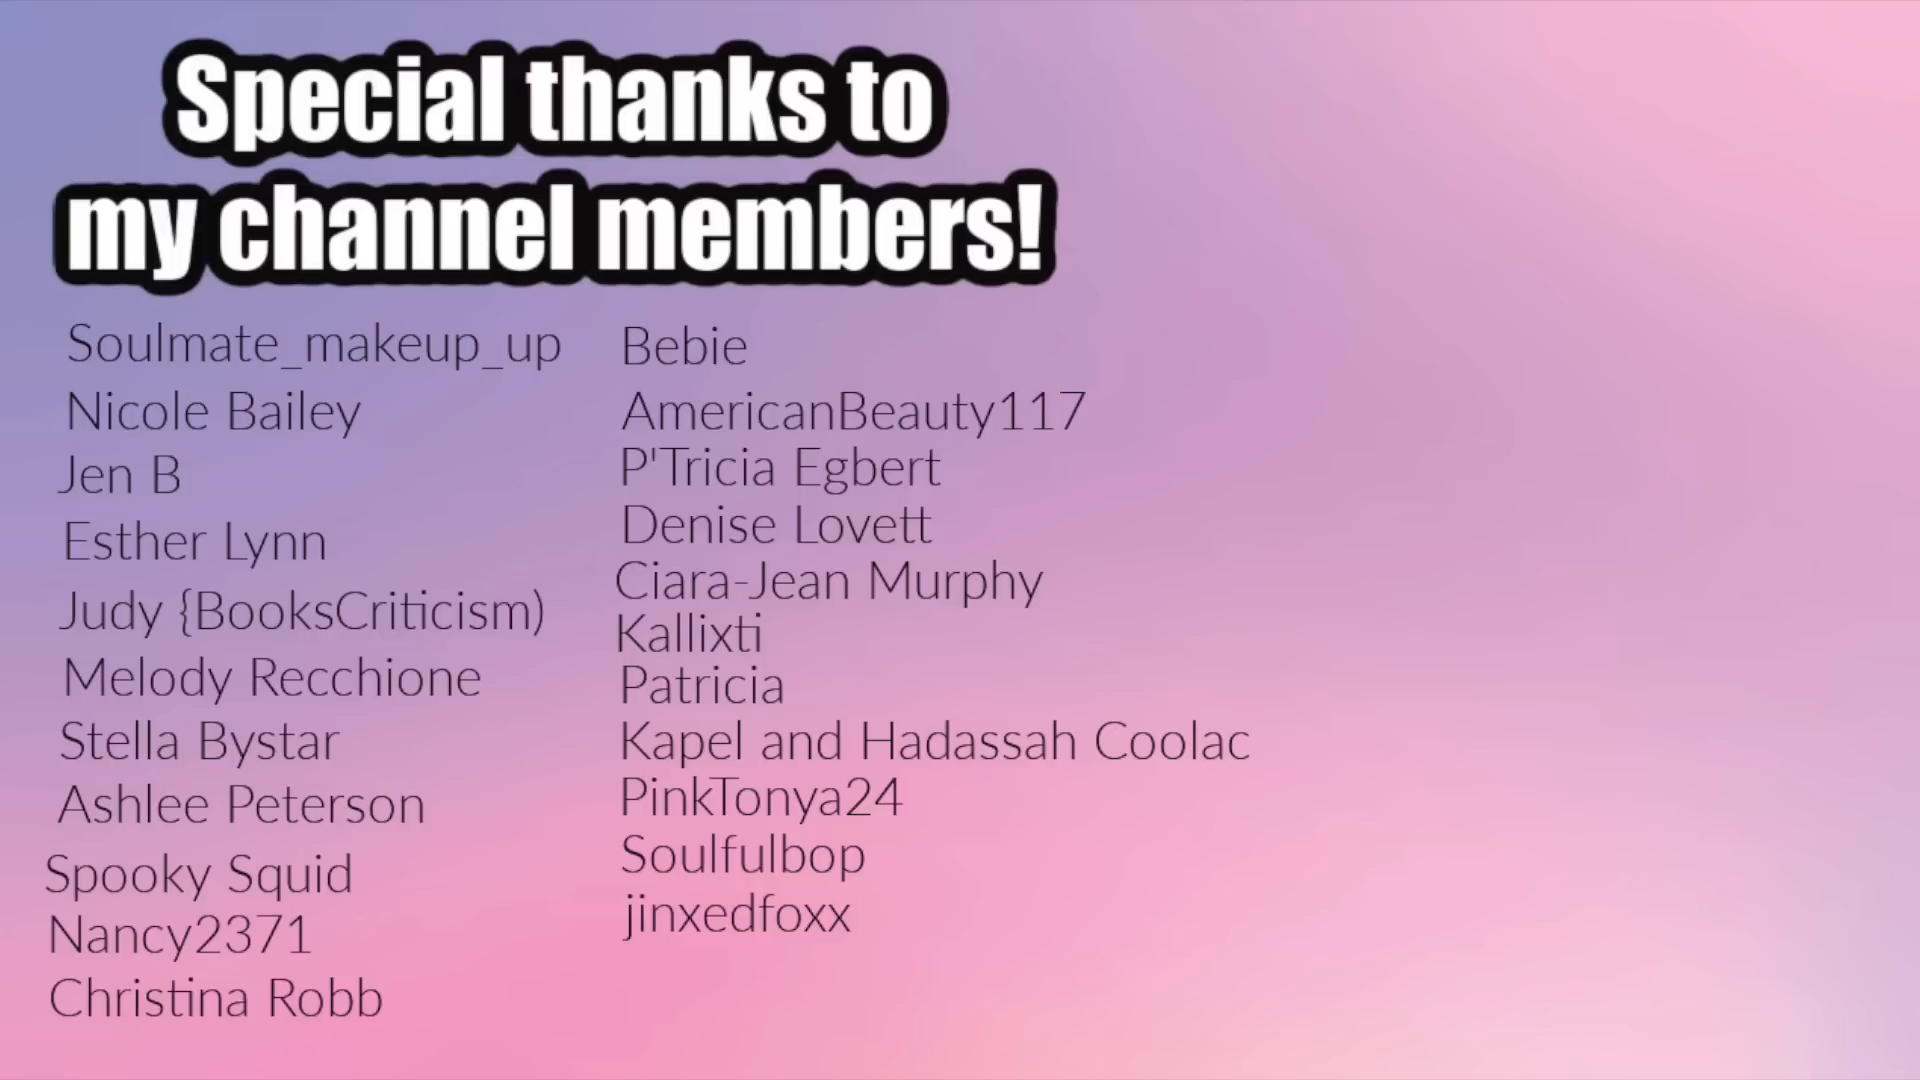 Special thanks to
my channel members!
Soulmate_makeup_up
Nicole Bailey
Jen B
Esther Lynn
Judy {BooksCriticism)
Melody Recchione
Stella Bystar
Ashlee Peterson
Spooky Squid
Nancy2371
Christina Robb
Bebie
AmericanBeauty117
P'Tricia Egbert
Denise Lovett
Ciara-Jean Murphy
Kallixti
Patricia
Kapel and Hadassah Coolac
PinkTonya24
Soulfulbop
jinxedfoxx